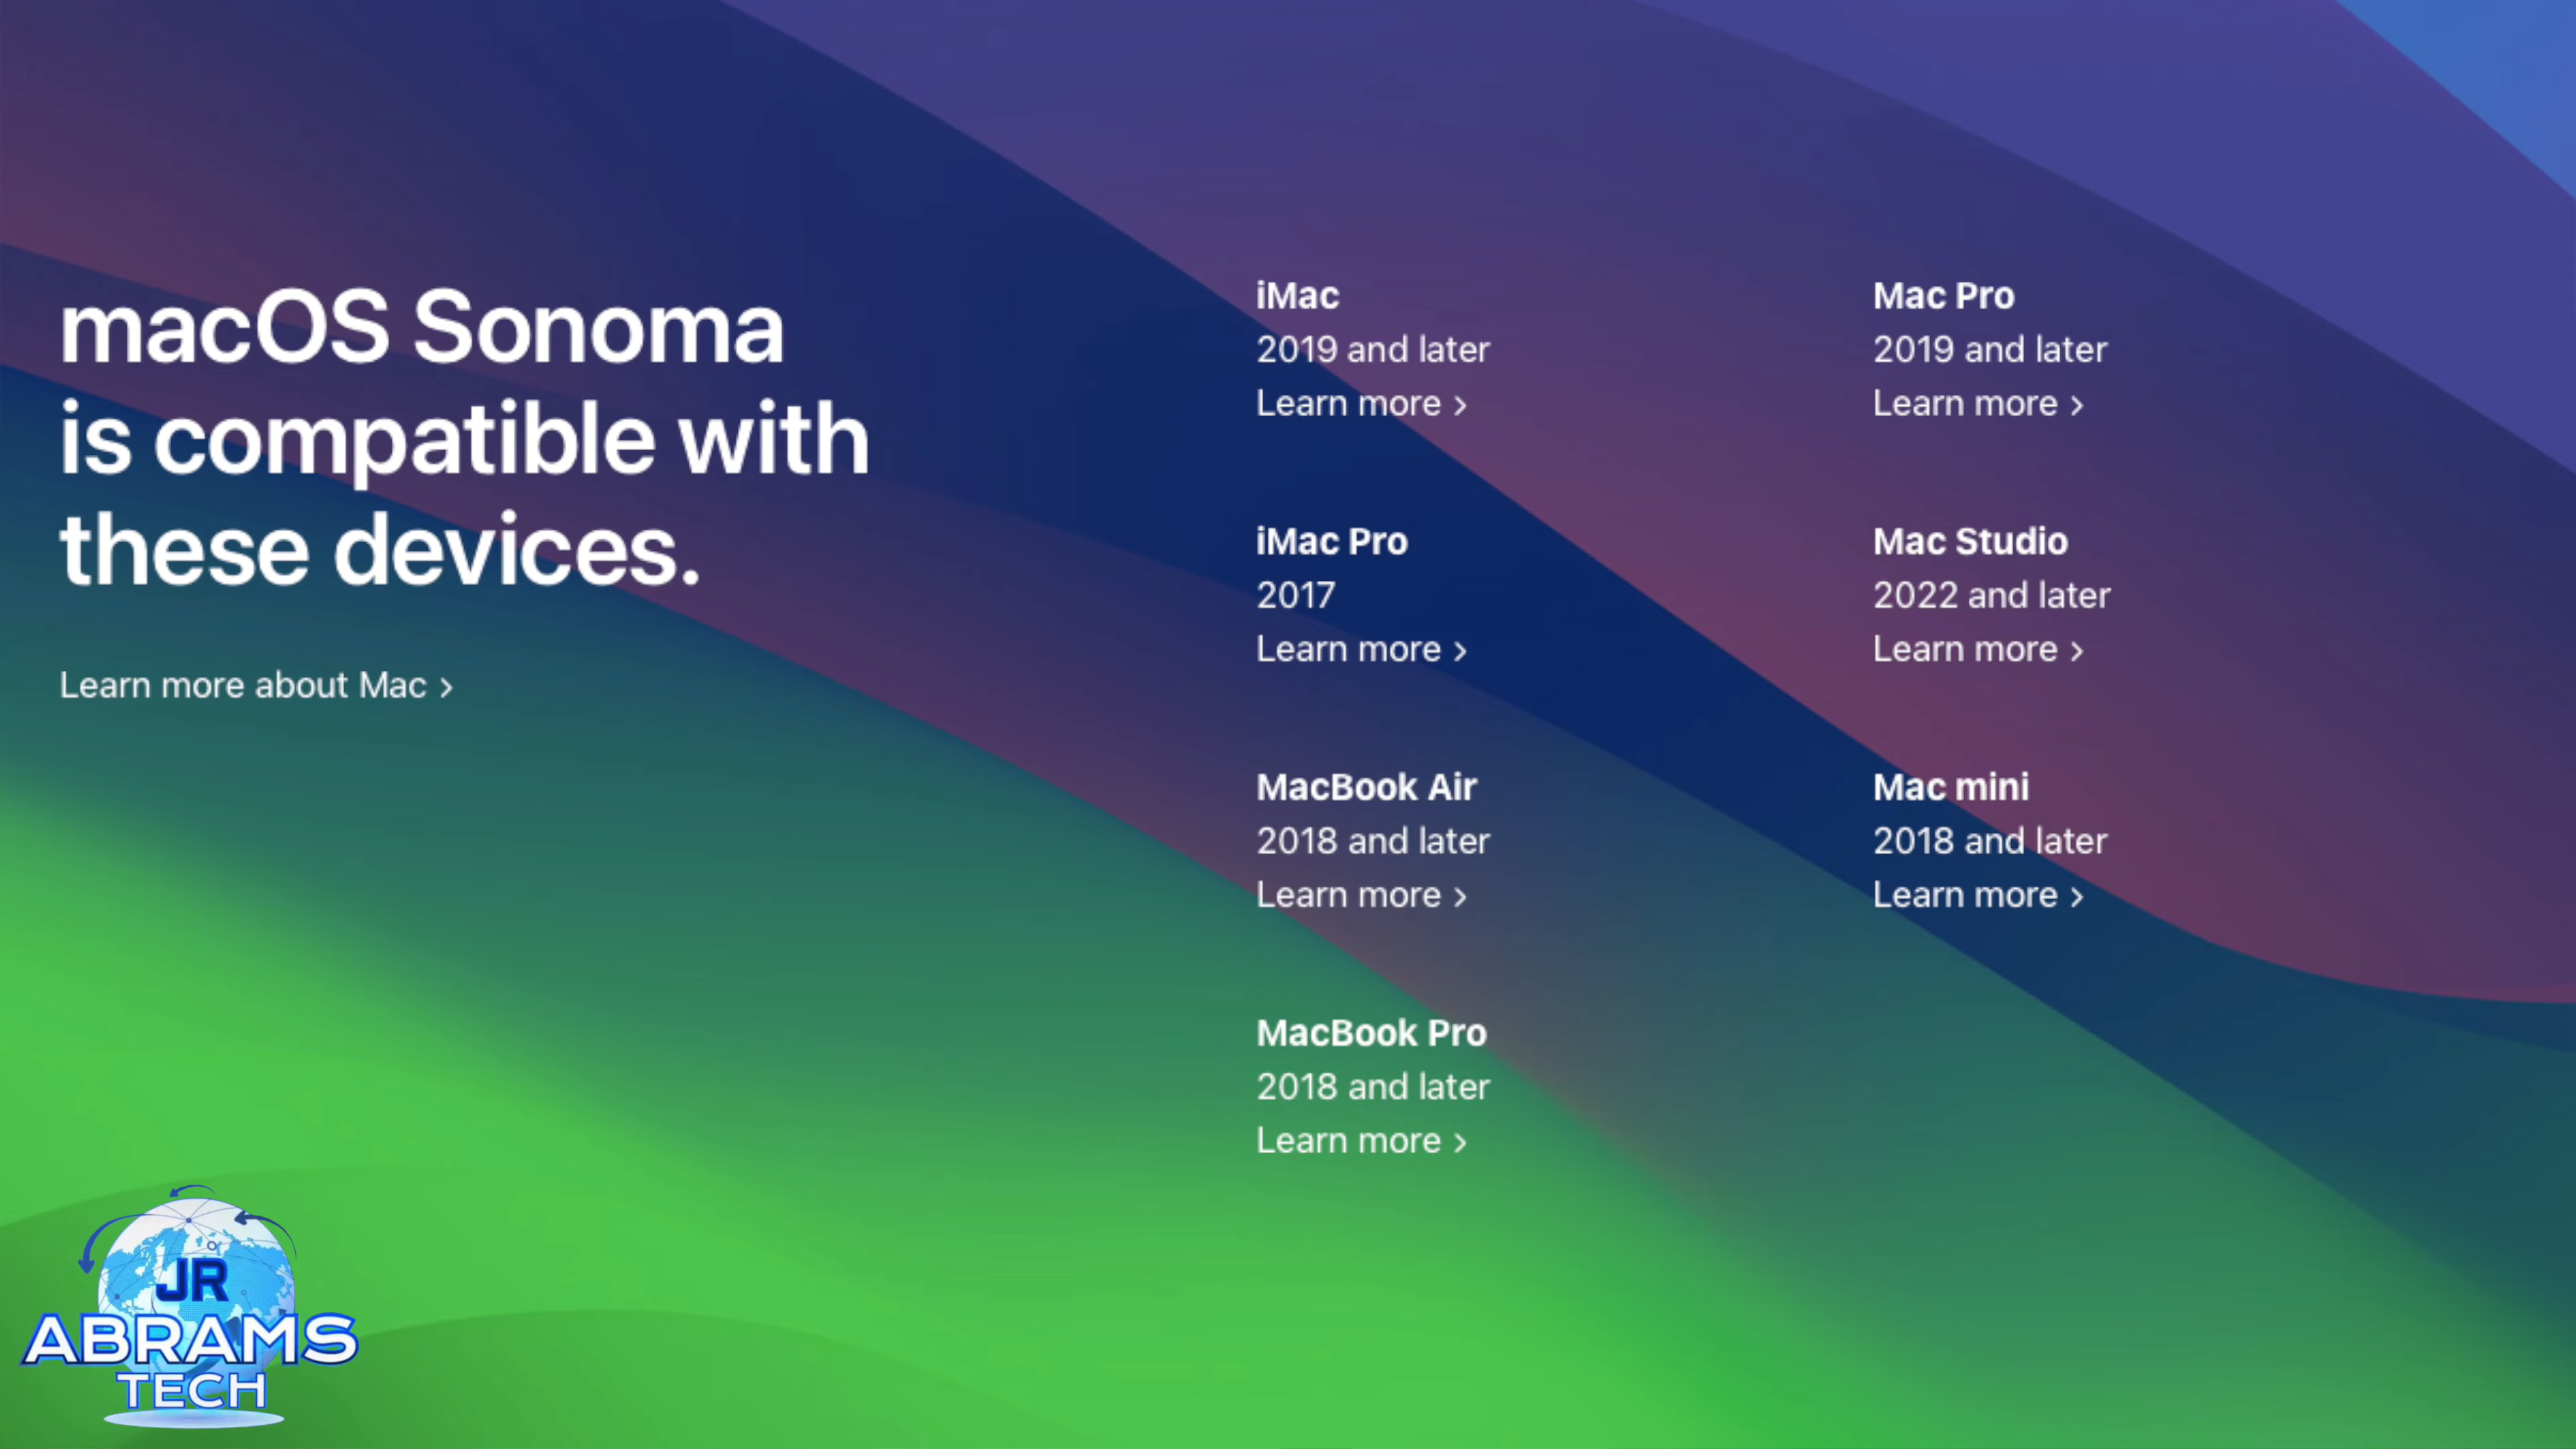 macOS Sonoma
is compatible with
these devices.
Learn more about Mac >
iMac
2019 and later
Learn more >
iMac Pro
2017
Learn more >
MacBook Air
2018 and later
Learn more >
MacBook Pro
2018 and later
Learn more >
Mac Pro
2019 and later
Learn more >
Mac Studio
2022 and later
Learn more >
Mac mini
2018 and later
Learn more >
JR
ABRAMS
TECH